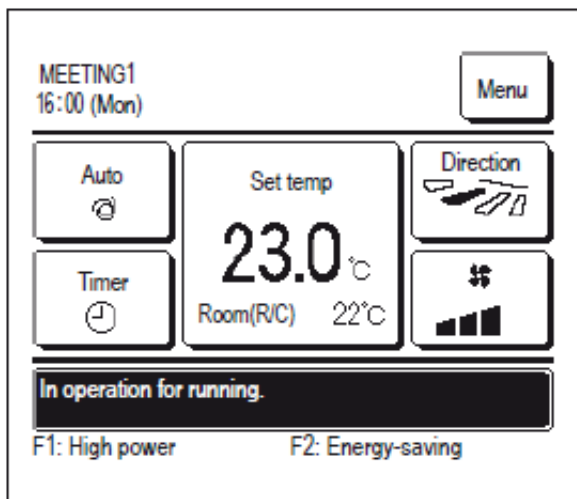 MEETING1
16:00 (Mon)
Menu
Auto
Set temp
Direction
23.0℃
Timer
Room(R/C) 22℃
In operation for running.
F1: High power F2: Energy-saving